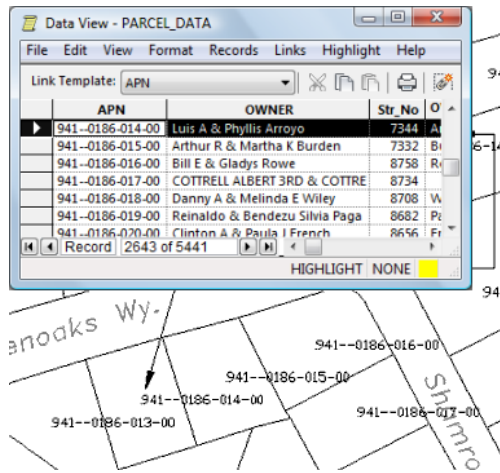 Data View - PARCEL_DATA
File Edit View Format Records Links Highlight Help
Link Template: APN
APN OWNER Str_No
941--0186-014-00 Luis A & Phyllis Arroyo 7344
941--0186-015-00 Arthur R & Martha K Burden 7332
941--0186-016-00 Bill E & Gladys Rowe 8758
941--0186-017-00 COTTRELL ALBERT 3RD & COTTRE 8734
941--0186-018-00 Danny A & Melinda E Wiley 8708 W
941--0186-019-00 Reinaldo & Bendezu Silvia Paga 8682 Pa
941--0186-020-00 Clinton A & Paula J French 8656 Fr
Record 2643 of 5441
HIGHLIGHT NONE
enoaks Wy.
941--0186-016-00
941--0186-015-00
941--0186-014-00
941--0186-013-00
941--0186-017-00
Shamro